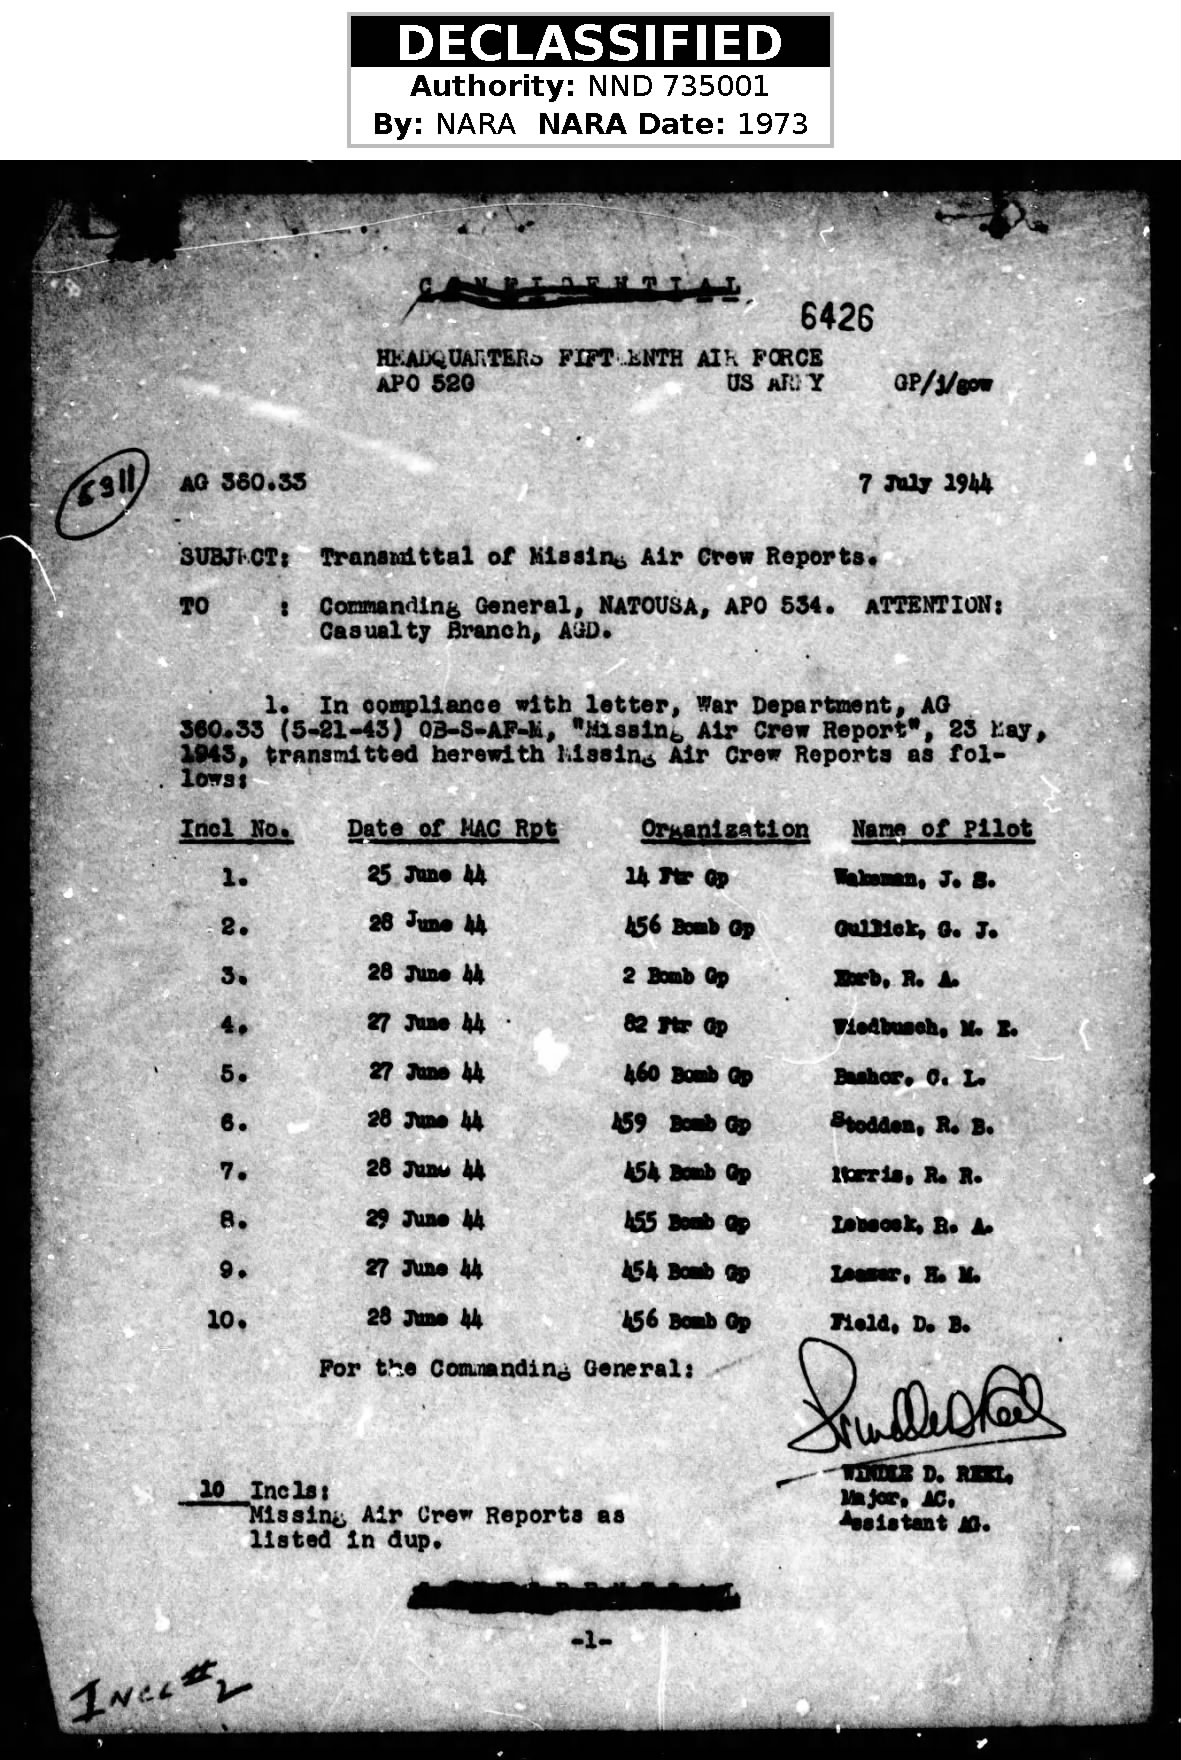 DECLASSIFIED
Authority: NND 735001
By: NARA NARA Date: 1973
CONFIDENTIAL
6426
HEADQUARTERS FIFTEENTH AIR FORCE
APO 520 US ARMY GP/j/gow
6311
AG 360.33 7 July 1944
SUBJECT: Transmittal of Missing Air Crew Reports.
TO : Commanding General, NATOUSA, APO 534. ATTENTION:
Casualty Branch, AGD.
1. In compliance with letter, War Department, AG
360.33 (5-21-43) OB-S-AF-M, "Missing Air Crew Report", 23 May,
1943, transmitted herewith Missing Air Crew Reports as fol-
lows:
Incl No. Date of MAC Rpt Organization Name of Pilot
1. 25 June 44 14 Ftr Gp Wakeman, J. S.
2. 28 June 44 456 Bomb Gp Gullick, G. J.
3. 28 June 44 2 Bomb Gp R. A.
4. 27 June 44 82 Ftr Gp Wiedbusch, M. E.
5. 27 June 44 460 Bomb Gp Bashor, C. L.
6. 28 June 44 459 Bomb Gp Stodden, R. B.
7. 28 June 44 454 Bomb Gp R. R.
8. 29 June 44 455 Bomb Gp R. A.
9. 27 June 44 454 Bomb Gp H. M.
10. 28 June 44 456 Bomb Gp Field, D. B.
For the Commanding General:
Windle D Reel
WINDLE D. REEL,
Major, AC,
Assistant AG.
10 Incls:
Missing Air Crew Reports as
listed in dup.
-1-
INCL #2